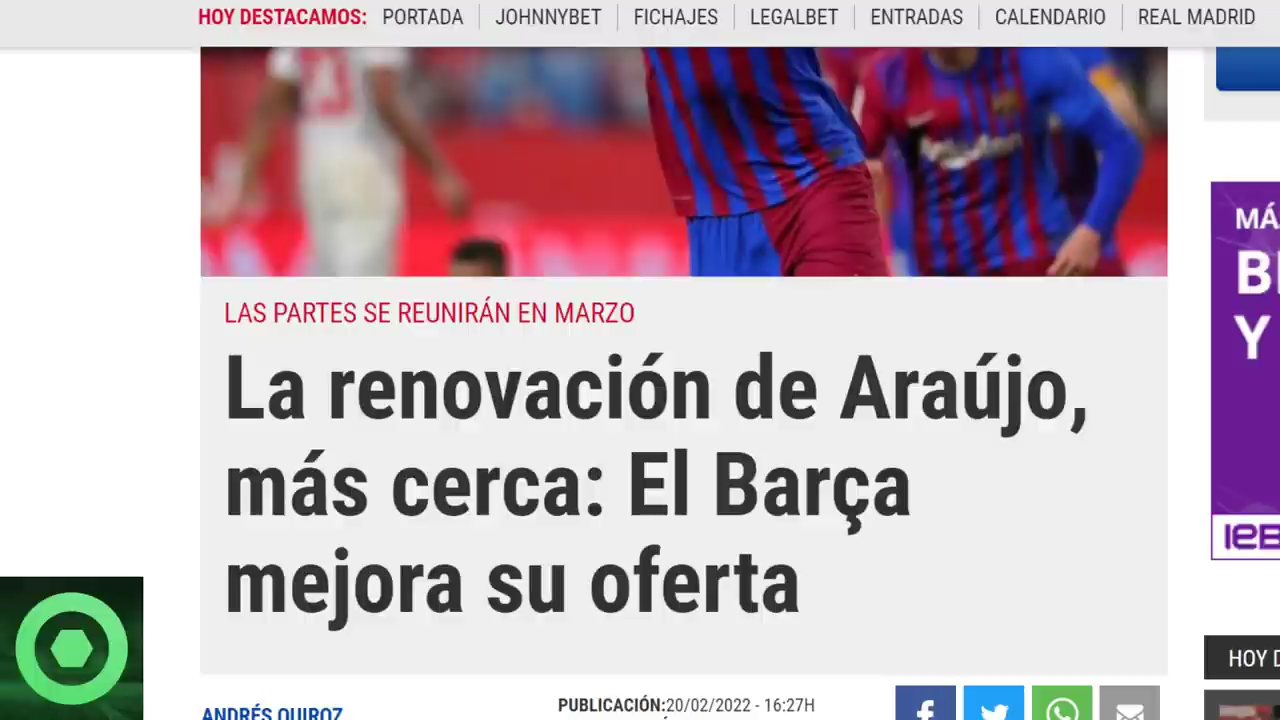 HOY DESTACAMOS: PORTADA JOHNNYBET FICHAJES LEGALBET ENTRADAS CALENDARIO REAL MADRID
LAS PARTES SE REUNIRÁN EN MARZO
La renovación de Araújo,
más cerca: El Barça
mejora su oferta
ANDRÉS QUIROZ
PUBLICACIÓN:20/02/2022 - 16:27H
Y
HOY